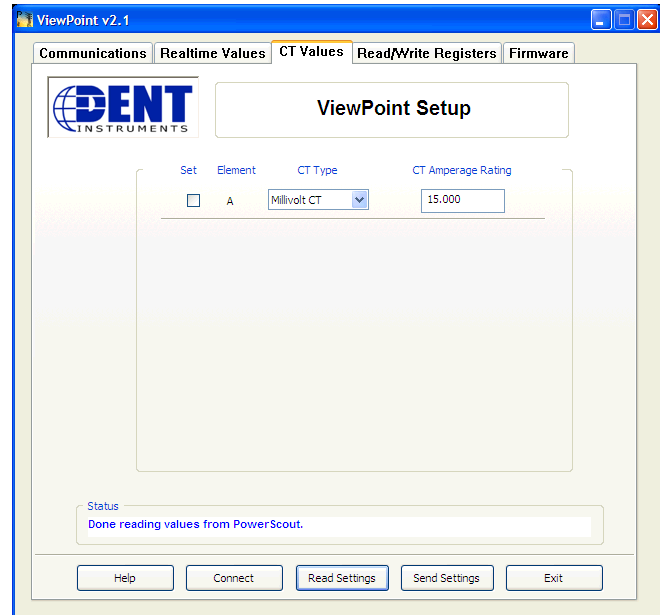 ViewPoint v2.1
Communications Realtime Values CT Values Read/Write Registers Firmware
DENT
INSTRUMENTS
ViewPoint Setup
Set Element CT Type CT Amperage Rating
A Millivolt CT 15.000
Status
Done reading values from PowerScout.
Help Connect Read Settings Send Settings Exit